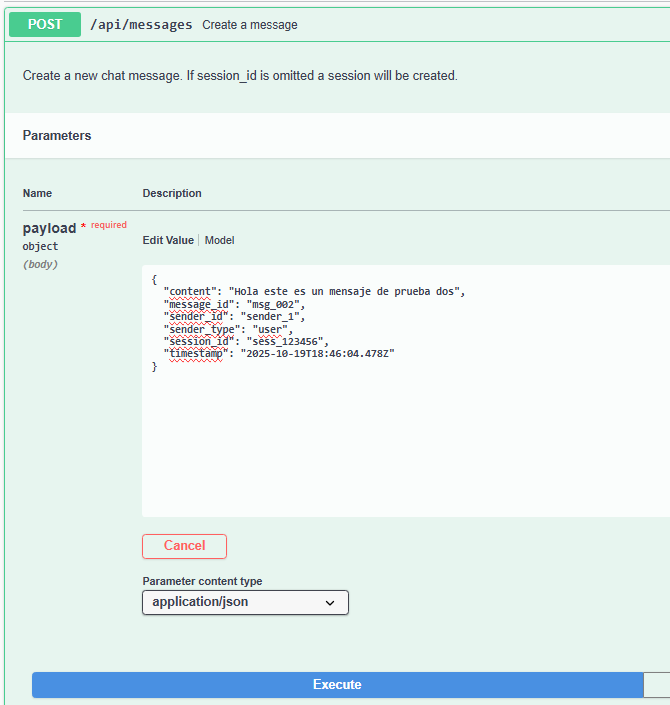 POST /api/messages Create a message
Create a new chat message. If session_id is omitted a session will be created.
Parameters
Name Description
payload * required
object
(body)
Edit Value Model
{
"content": "Hola este es un mensaje de prueba dos",
"message_id": "msg_002",
"sender_id": "sender_1",
"sender_type": "user",
"session_id": "sess_123456",
"timestamp": "2025-10-19T18:46:04.478Z"
}
Cancel
Parameter content type
application/json
Execute